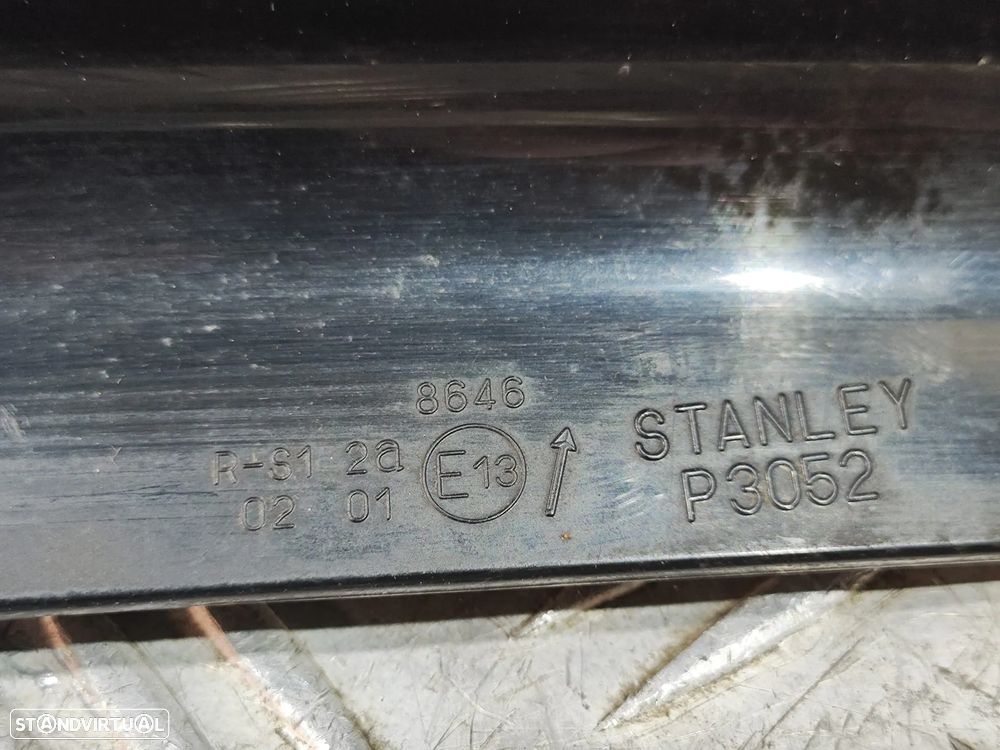 8646
R-S1 2a E13 STANLEY
02 01 P3052
STANDVIRTUAL